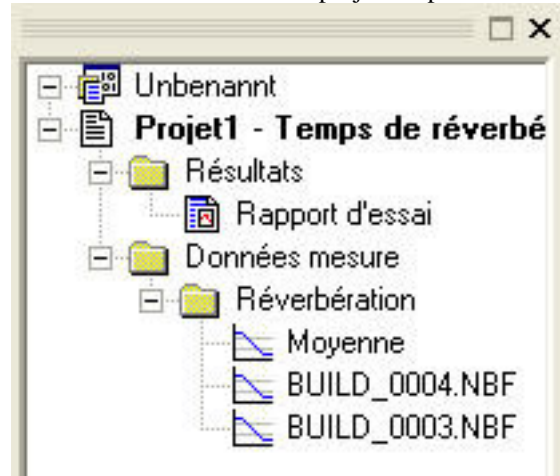 Unbenannt
Projet1 - Temps de réverbé
Résultats
Rapport d'essai
Données mesure
Réverbération
Moyenne
BUILD_0004.NBF
BUILD_0003.NBF